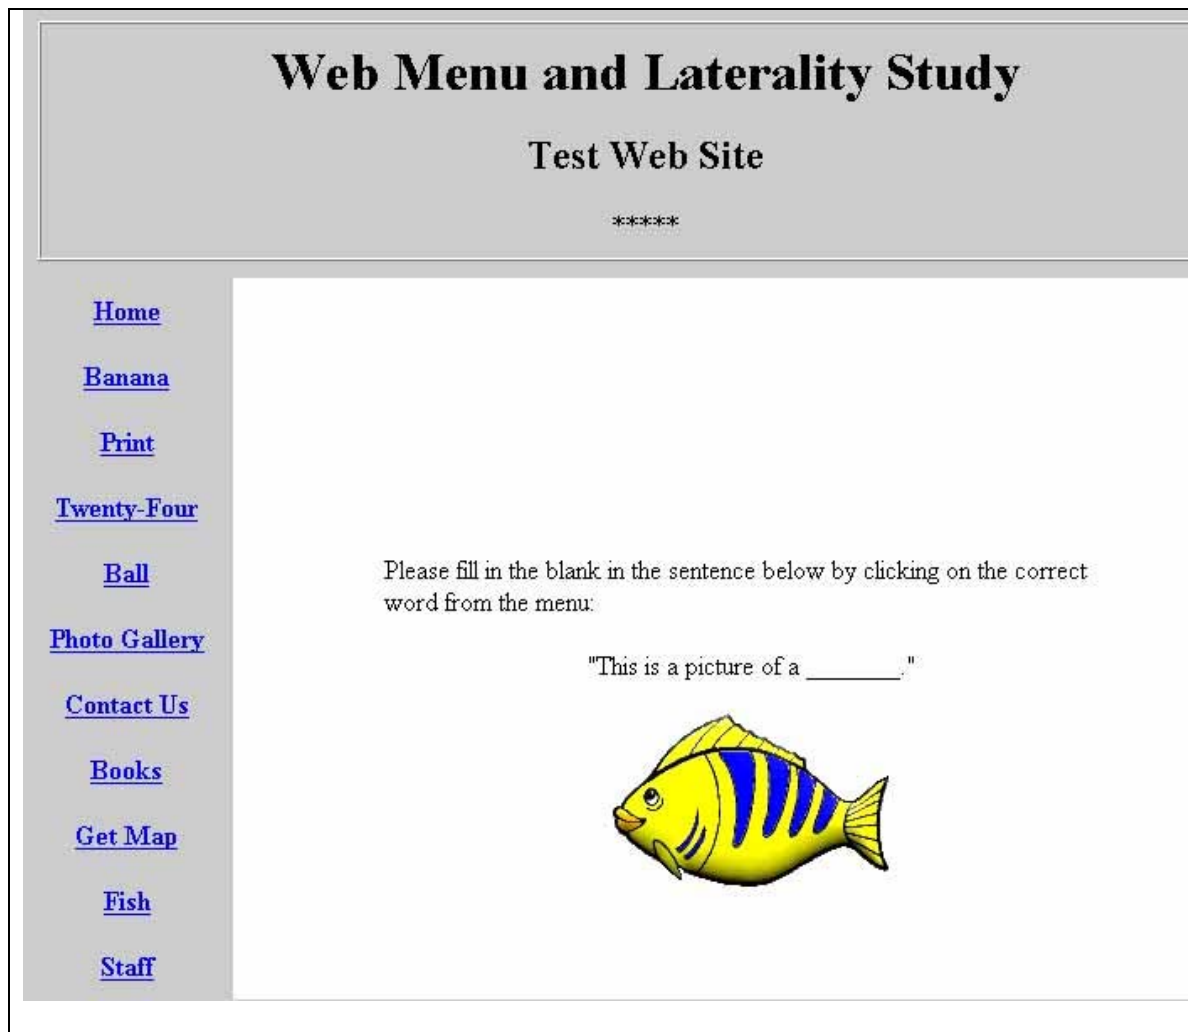 Web Menu and Laterality Study
Test Web Site
*****
Home
Banana
Print
Twenty-Four
Ball
Photo Gallery
Contact Us
Books
Get Map
Fish
Staff
Please fill in the blank in the sentence below by clicking on the correct
word from the menu:
"This is a picture of a ________."